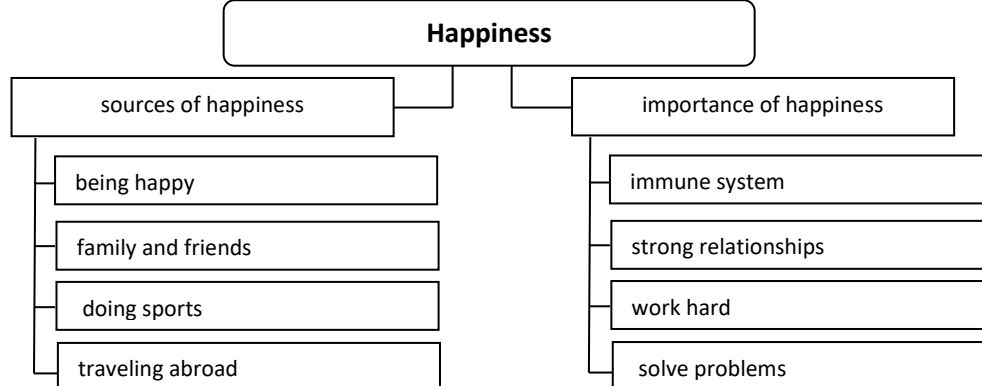 Happiness
sources of happiness
being happy
family and friends
doing sports
traveling abroad
importance of happiness
immune system
strong relationships
work hard
solve problems